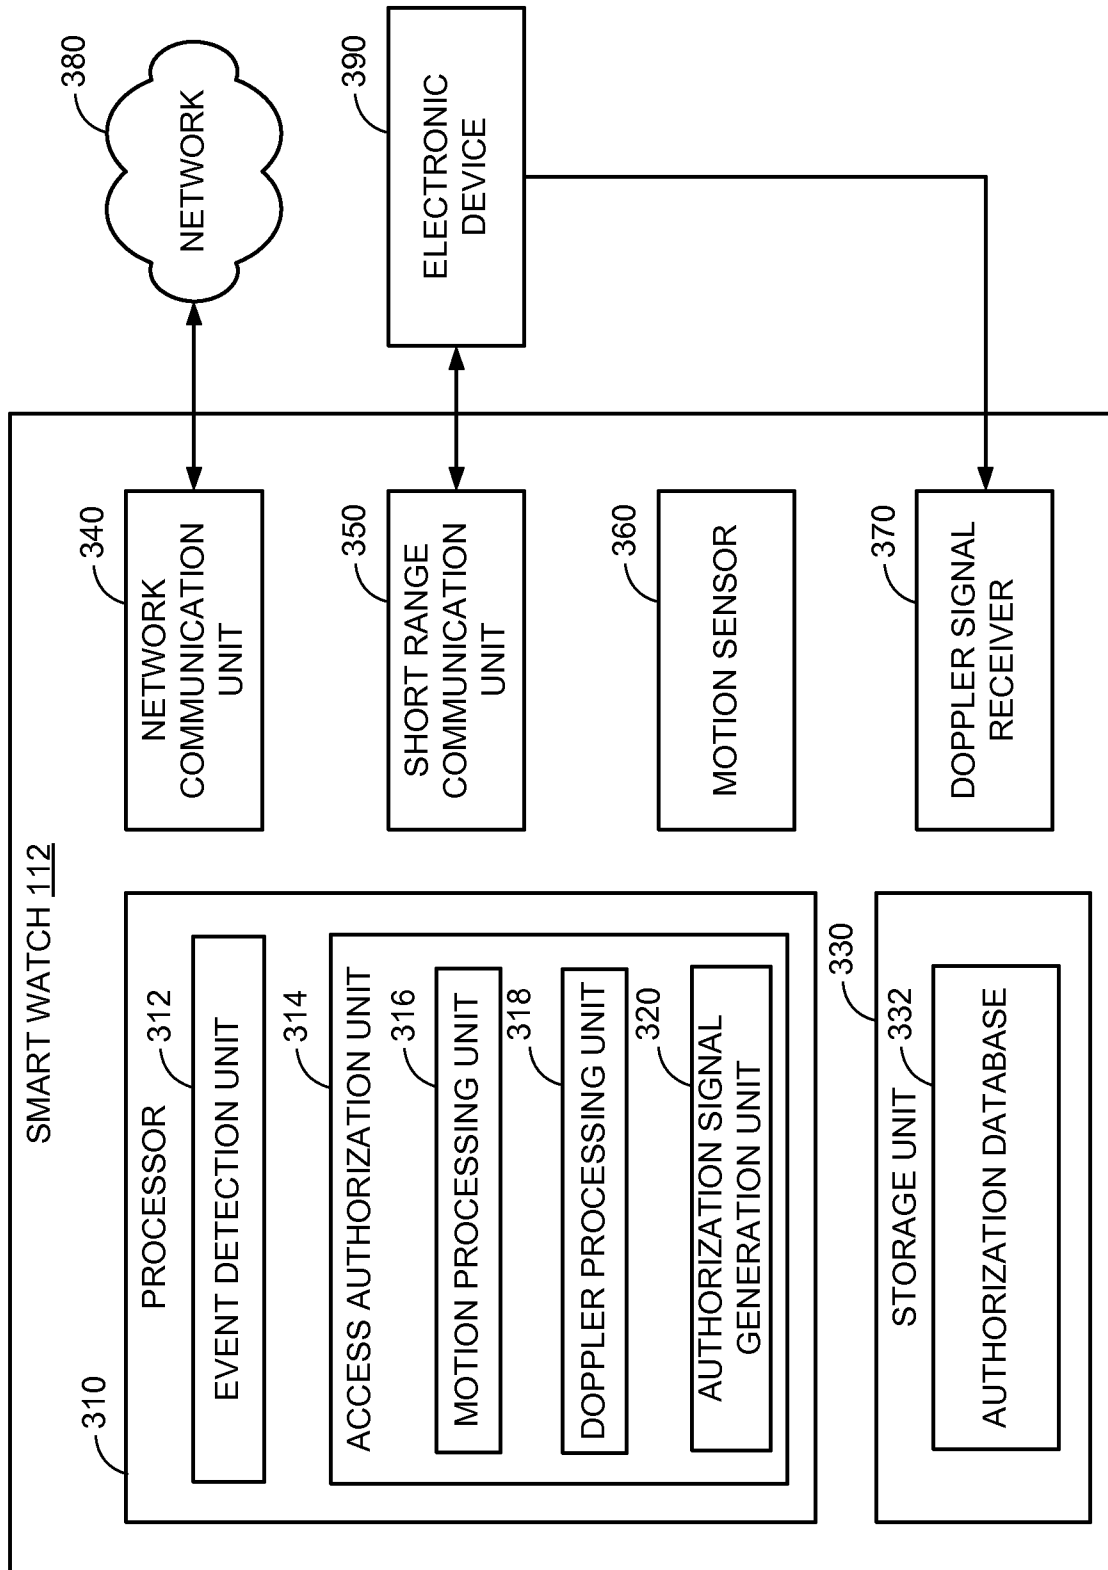 SMART WATCH 112
310
PROCESSOR
312
EVENT DETECTION UNIT
314
ACCESS AUTHORIZATION UNIT
316
MOTION PROCESSING UNIT
318
DOPPLER PROCESSING UNIT
320
AUTHORIZATION SIGNAL
GENERATION UNIT
330
STORAGE UNIT
332
AUTHORIZATION DATABASE
340
NETWORK
COMMUNICATION
UNIT
350
SHORT RANGE
COMMUNICATION
UNIT
360
MOTION SENSOR
370
DOPPLER SIGNAL
RECEIVER
380
NETWORK
390
ELECTRONIC
DEVICE